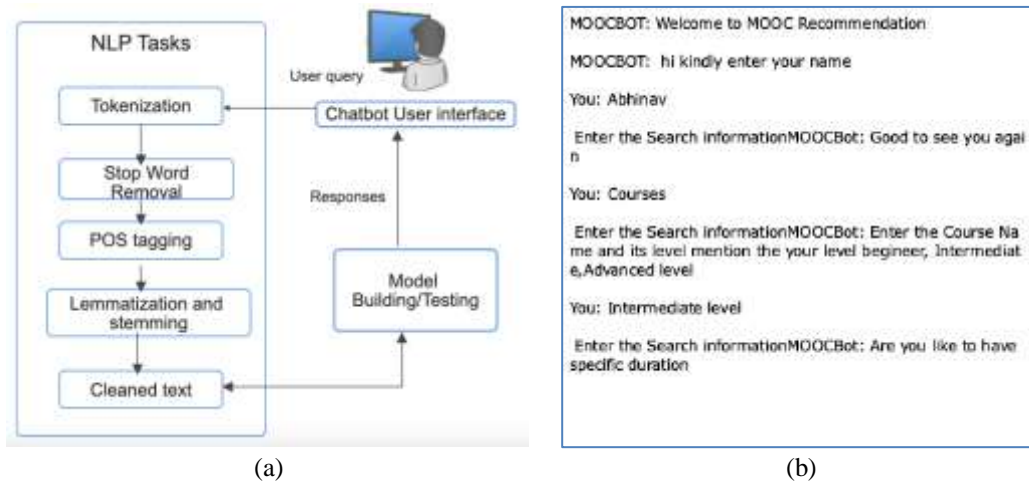 NLP Tasks
Tokenization
Stop Word
Removal
POS tagging
Lemmatization and
stemming
Cleaned text
User query
Chatbot User interface
Responses
Model
Building/Testing
(a)
MOOCBOT: Welcome to MOOC Recommendation
MOOCBOT: hi kindly enter your name
You: Abhinav
Enter the Search informationMOOCBot: Good to see you agai
n
You: Courses
Enter the Search informationMOOCBot: Enter the Course Na
me and its level mention the your level begineer, Intermediat
e,Advanced level
You: Intermediate level
Enter the Search informationMOOCBot: Are you like to have
specific duration
(b)